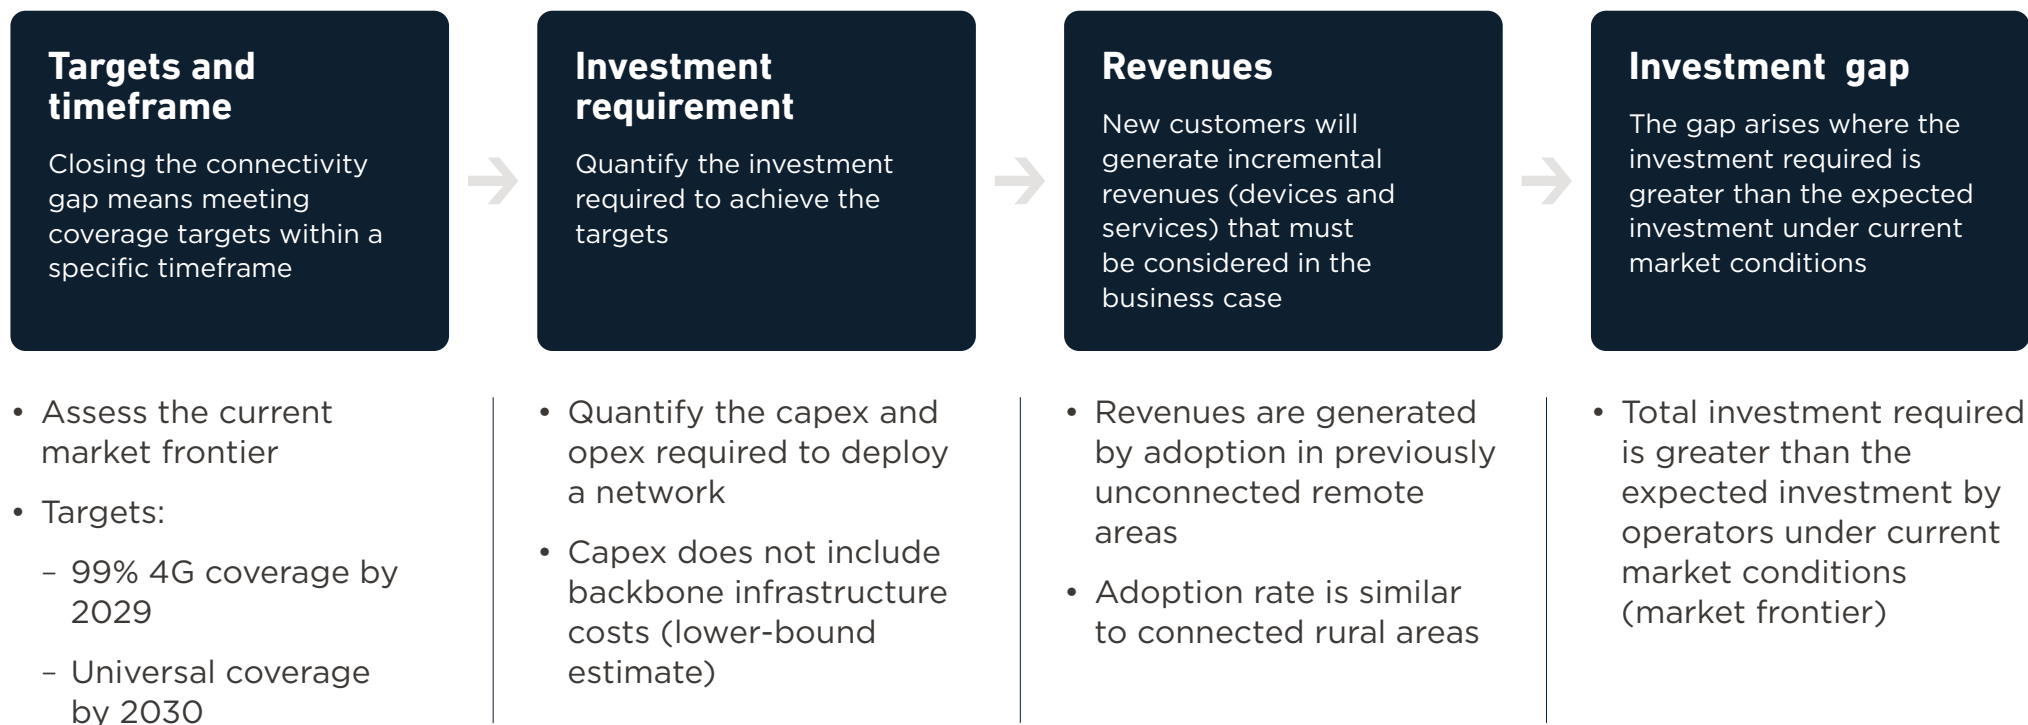 Targets and
timeframe
Closing the connectivity
gap means meeting
coverage targets within a
specific timeframe
Investment
requirement
Quantify the investment
required to achieve the
targets
Revenues
New customers will
generate incremental
revenues (devices and
services) that must
be considered in the
business case
Investment gap
The gap arises where the
investment required is
greater than the expected
investment under current
market conditions
• Assess the current
market frontier
• Targets:
– 99% 4G coverage by
2029
– Universal coverage
by 2030
• Quantify the capex and
opex required to deploy
a network
• Capex does not include
backbone infrastructure
costs (lower-bound
estimate)
• Revenues are generated
by adoption in previously
unconnected remote
areas
• Adoption rate is similar
to connected rural areas
• Total investment required
is greater than the
expected investment by
operators under current
market conditions
(market frontier)